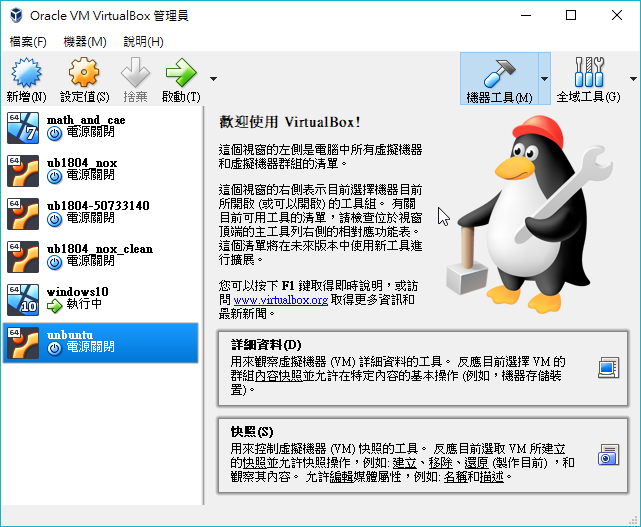 Oracle VM VirtualBox 管理員
檔案(F) 機器(M) 說明(H)
新增(N) 設定值(S) 捨棄 啟動(T) 機器工具(M) 全域工具(G)
64 7 math_and_cae
電源關閉
64 ub1804_nox
電源關閉
64 ub1804-50733140
電源關閉
64 ub1804_nox_clean
電源關閉
64 10 windows10
執行中
64 unbuntu
電源關閉
歡迎使用 VirtualBox!
這個視窗的左側是電腦中所有虛擬機器
和虛擬機器群組的清單。
這個視窗的右側表示目前選擇機器目前
所開啟 (或可以開啟) 的工具組。 有關
目前可用工具的清單，請檢查位於視窗
頂端的主工具列右側的相對應功能表。
這個清單將在未來版本中使用新工具進
行擴展。
您可以按下 F1 鍵取得即時說明，或訪
問 www.virtualbox.org 取得更多資訊和
最新新聞。
詳細資料(D)
用來觀察虛擬機器 (VM) 詳細資料的工具。 反應目前選擇 VM 的
群組內容快照並允許在特定內容的基本操作 (例如，機器存儲裝
置)。
快照(S)
用來控制虛擬機器 (VM) 快照的工具。 反應目前選取 VM 所建立
的快照並允許快照操作，例如: 建立、移除、還原 (製作目前) ，和
觀察其內容。 允許編輯媒體屬性，例如: 名稱和描述。